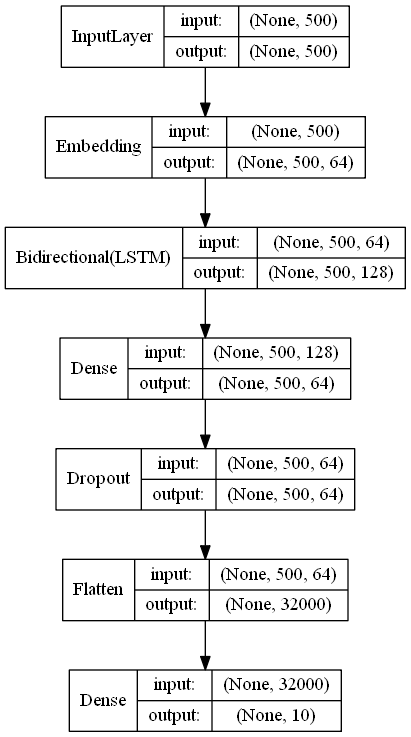 InputLayer
input: (None, 500)
output: (None, 500)
Embedding
input: (None, 500)
output: (None, 500, 64)
Bidirectional(LSTM)
input: (None, 500, 64)
output: (None, 500, 128)
Dense
input: (None, 500, 128)
output: (None, 500, 64)
Dropout
input: (None, 500, 64)
output: (None, 500, 64)
Flatten
input: (None, 500, 64)
output: (None, 32000)
Dense
input: (None, 32000)
output: (None, 10)